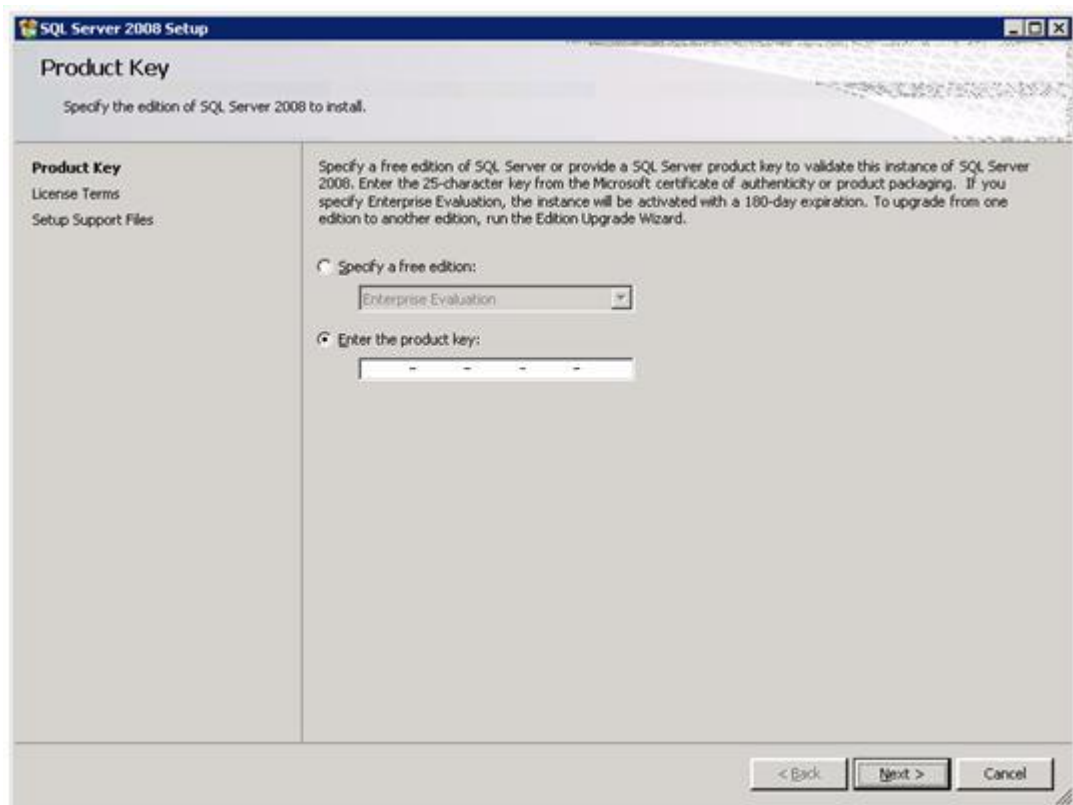 SQL Server 2008 Setup
Product Key
Specify the edition of SQL Server 2008 to install.
Product Key
License Terms
Setup Support Files
Specify a free edition of SQL Server or provide a SQL Server product key to validate this instance of SQL Server
2008. Enter the 25-character key from the Microsoft certificate of authenticity or product packaging. If you
specify Enterprise Evaluation, the instance will be activated with a 180-day expiration. To upgrade from one
edition to another edition, run the Edition Upgrade Wizard.
Specify a free edition:
Enterprise Evaluation
Enter the product key:
- - - -
< Back
Next >
Cancel